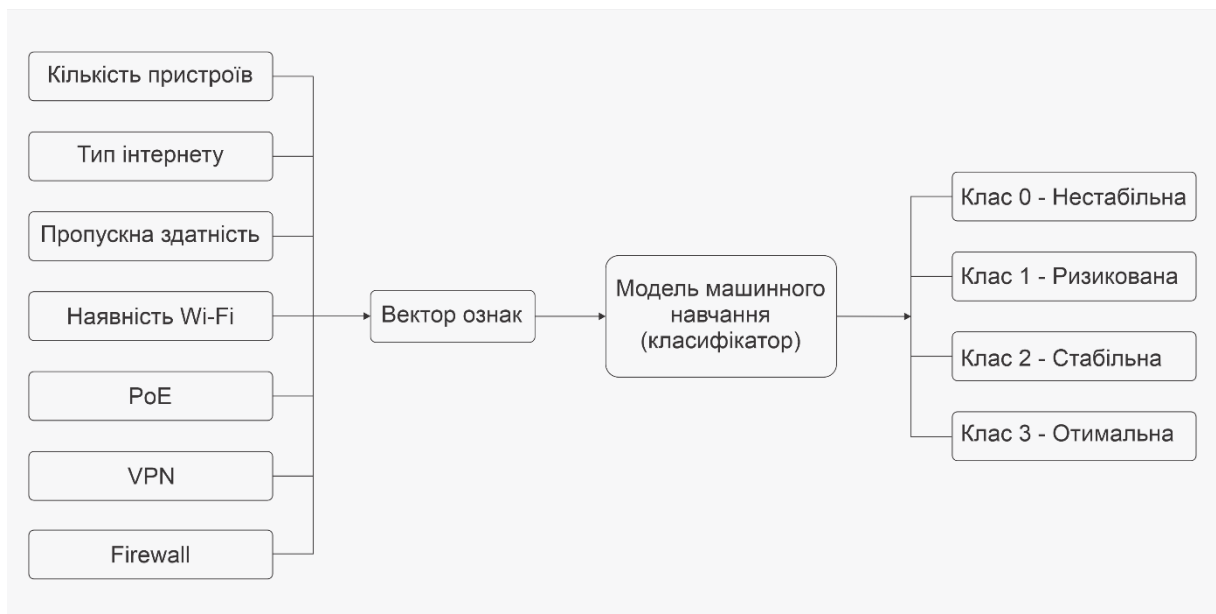 Кількість пристроїв
Тип інтернету
Пропускна здатність
Наявність Wi-Fi
PoE
VPN
Firewall
Вектор ознак
Модель машинного
навчання
(класифікатор)
Клас 0 - Нестабільна
Клас 1 - Ризикована
Клас 2 - Стабільна
Клас 3 - Отимальна